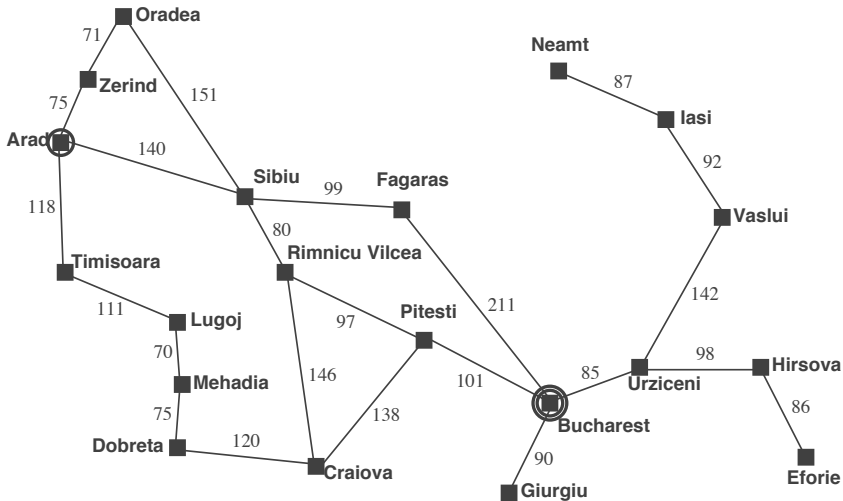 Oradea
71
Neamt
Zerind
87
75
151
Iasi
Arad
140
92
Sibiu
Fagaras
99
118
Vaslui
80
Timisoara
Rimnicu Vilcea
142
111
Lugoj
Pitesti
211
97
70
98
Hirsova
Mehadia
146
101
85
Urziceni
75
138
86
120
Bucharest
Dobreta
90
Craiova
Eforie
Giurgiu